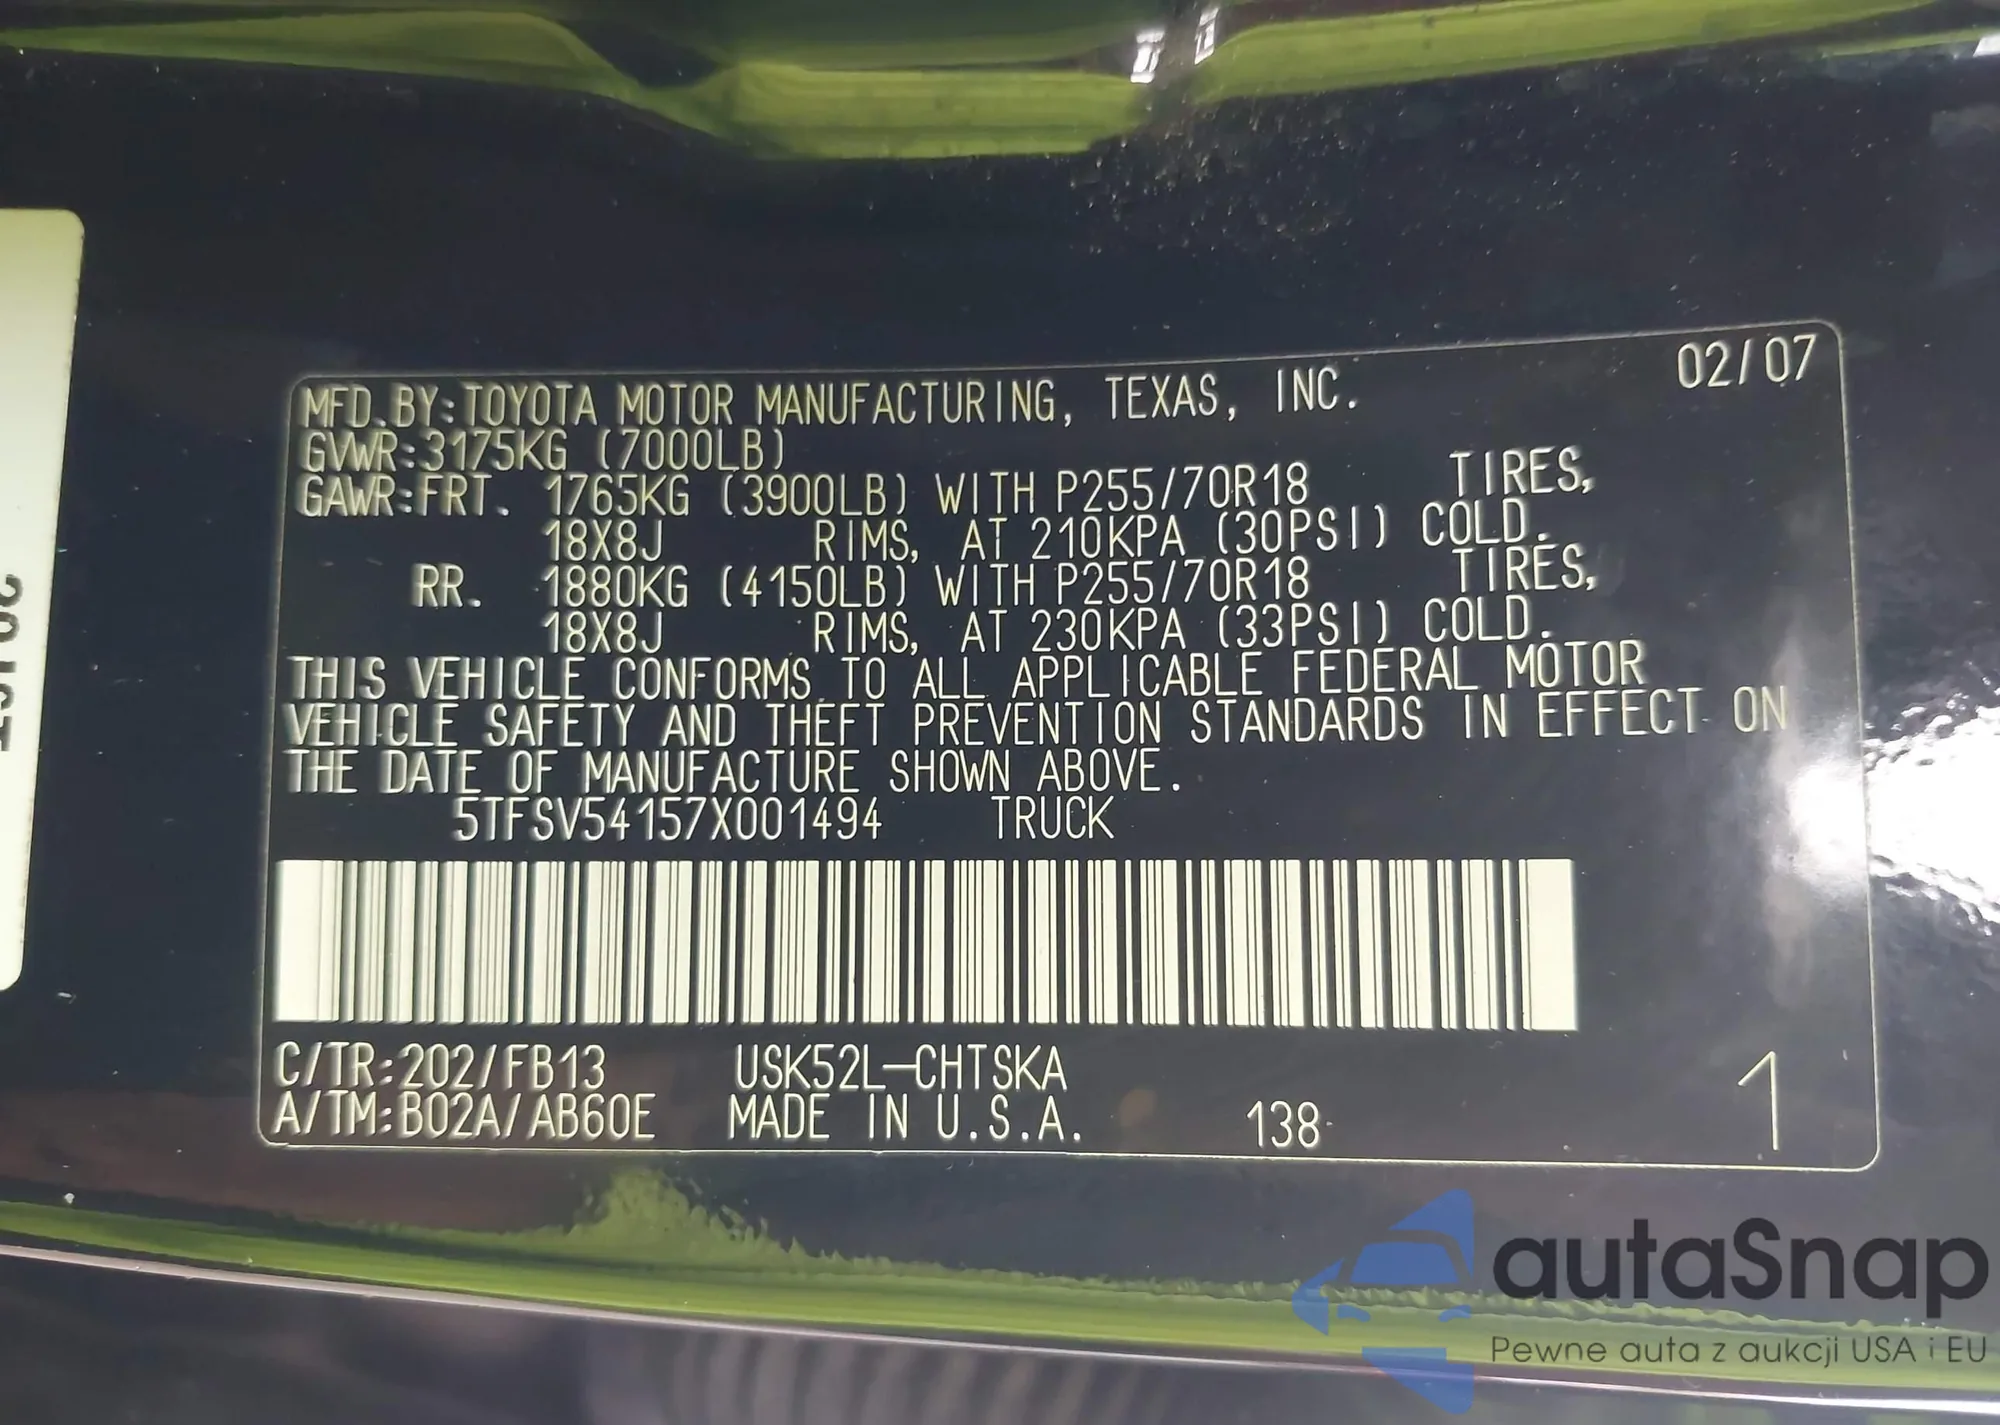 02/07
MFD.BY:TOYOTA MOTOR MANUFACTURING, TEXAS, INC.
GVWR:3175KG (7000LB)
GAWR:FRT. 1765KG (3900LB) WITH P255/70R18 TIRES,
18X8J RIMS, AT 210KPA (30PSI) COLD.
RR. 1880KG (4150LB) WITH P255/70R18 TIRES,
18X8J RIMS, AT 230KPA (33PSI) COLD.
THIS VEHICLE CONFORMS TO ALL APPLICABLE FEDERAL MOTOR
VEHICLE SAFETY AND THEFT PREVENTION STANDARDS IN EFFECT ON
THE DATE OF MANUFACTURE SHOWN ABOVE.
5TFSV54157X001494 TRUCK
C/TR:202/FB13 USK52L-CHTSKA
A/TM:B02A/AB60E MADE IN U.S.A. 138 1
autaSnap
Pewne auta z aukcji USA i EU